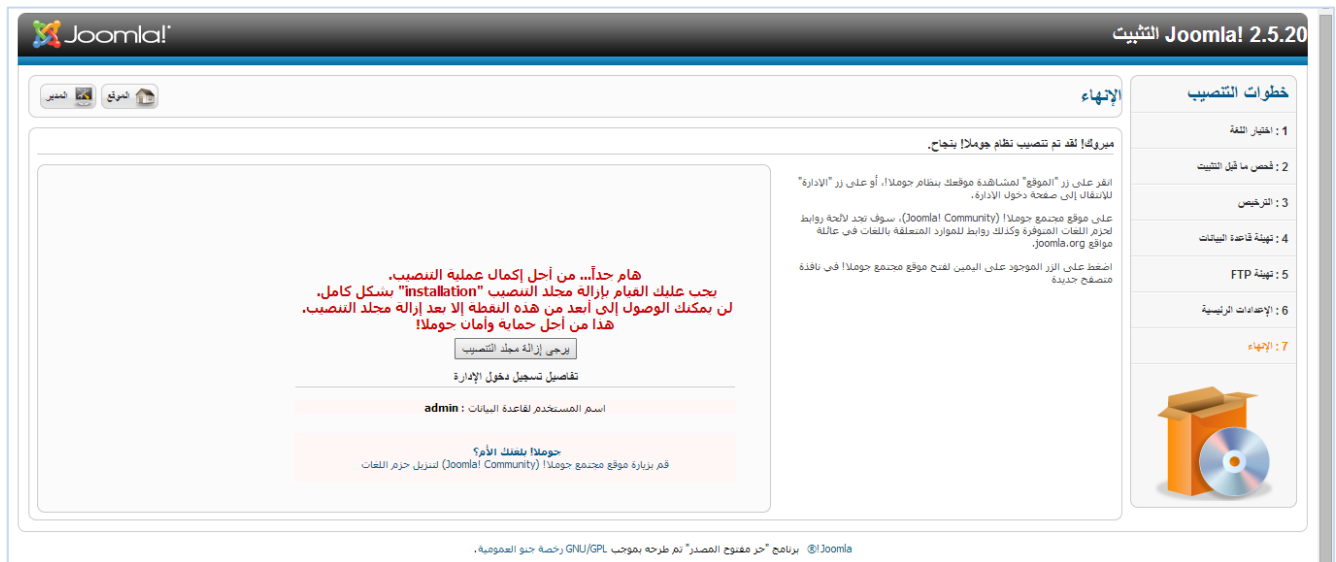 Joomla!
Joomla! 2.5.20 التثبيت
خطوات التنصيب
1 : اختيار اللغة
2 : فحص ما قبل التثبيت
3 : الترخيص
4 : تهيئة قاعدة البيانات
5 : تهيئة FTP
6 : الإعدادات الرئيسية
7 : الإنهاء
الإنهاء
الموقع
المدير
مبروك! لقد تم تنصيب نظام جوملا! بنجاح.
انقر على زر "الموقع" لمشاهدة موقعك بنظام جوملا!، أو على زر "الإدارة"
للإنتقال إلى صفحة دخول الإدارة.
على موقع مجتمع جوملا! (Joomla! Community)، سوف تجد لائحة روابط
لحزم اللغات المتوفرة وكذلك روابط للموارد المتعلقة باللغات في عائلة
مواقع joomla.org.
اضغط على الزر الموجود على اليمين لفتح موقع مجتمع جوملا! في نافذة
متصفح جديدة
هام جداً... من أجل إكمال عملية التنصيب.
يجب عليك القيام بإزالة مجلد التنصيب "installation" بشكل كامل.
لن يمكنك الوصول إلى أبعد من هذه النقطة إلا بعد إزالة مجلد التنصيب.
هذا من أجل حماية وأمان جوملا!
يرجى إزالة مجلد التنصيب
تفاصيل تسجيل دخول الإدارة
اسم المستخدم لقاعدة البيانات : admin
جوملا! بلغتك الأم؟
قم بزيارة موقع مجتمع جوملا! (Joomla! Community) لتنزيل حزم اللغات
Joomla!® برنامج "حر مفتوح المصدر" تم طرحه بموجب GNU/GPL رخصة جنو العمومية.